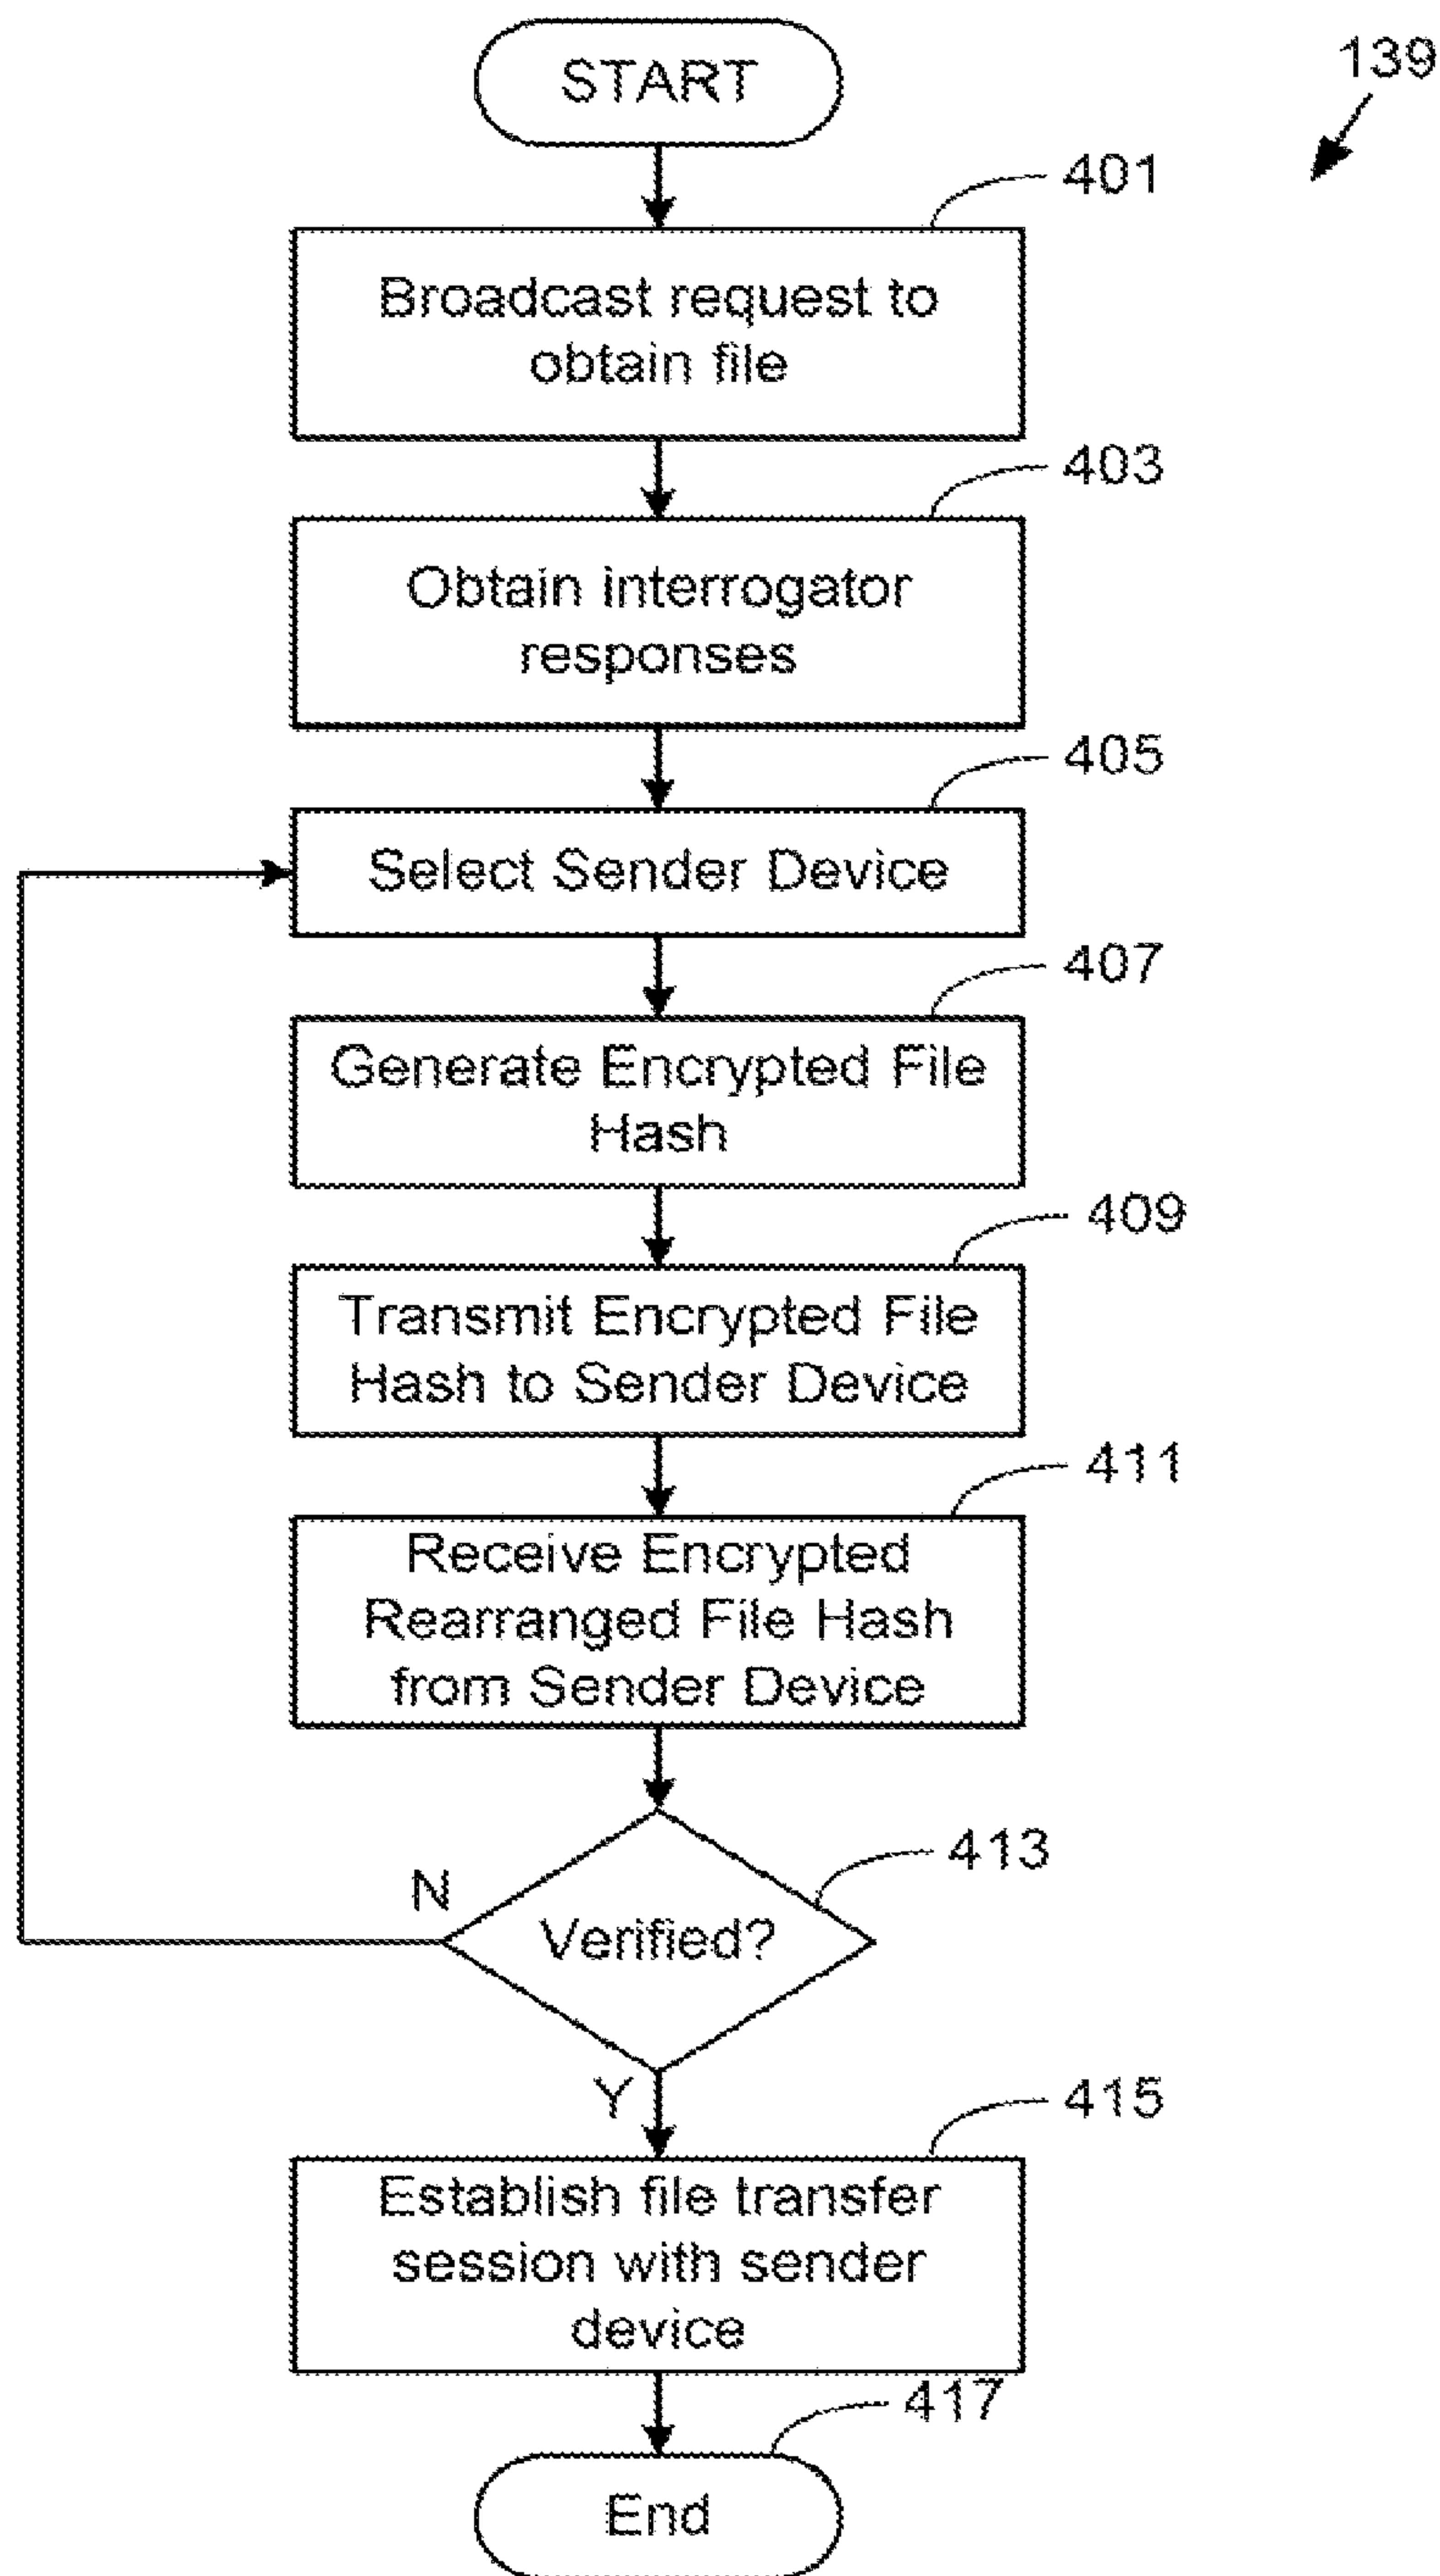 START
139
401
Broadcast request to
obtain file
403
Obtain interrogator
responses
405
Select Sender Device
407
Generate Encrypted File
Hash
409
Transmit Encrypted File
Hash to Sender Device
411
Receive Encrypted
Rearranged File Hash
from Sender Device
413
N
Verified?
Y
415
Establish file transfer
session with sender
device
417
End